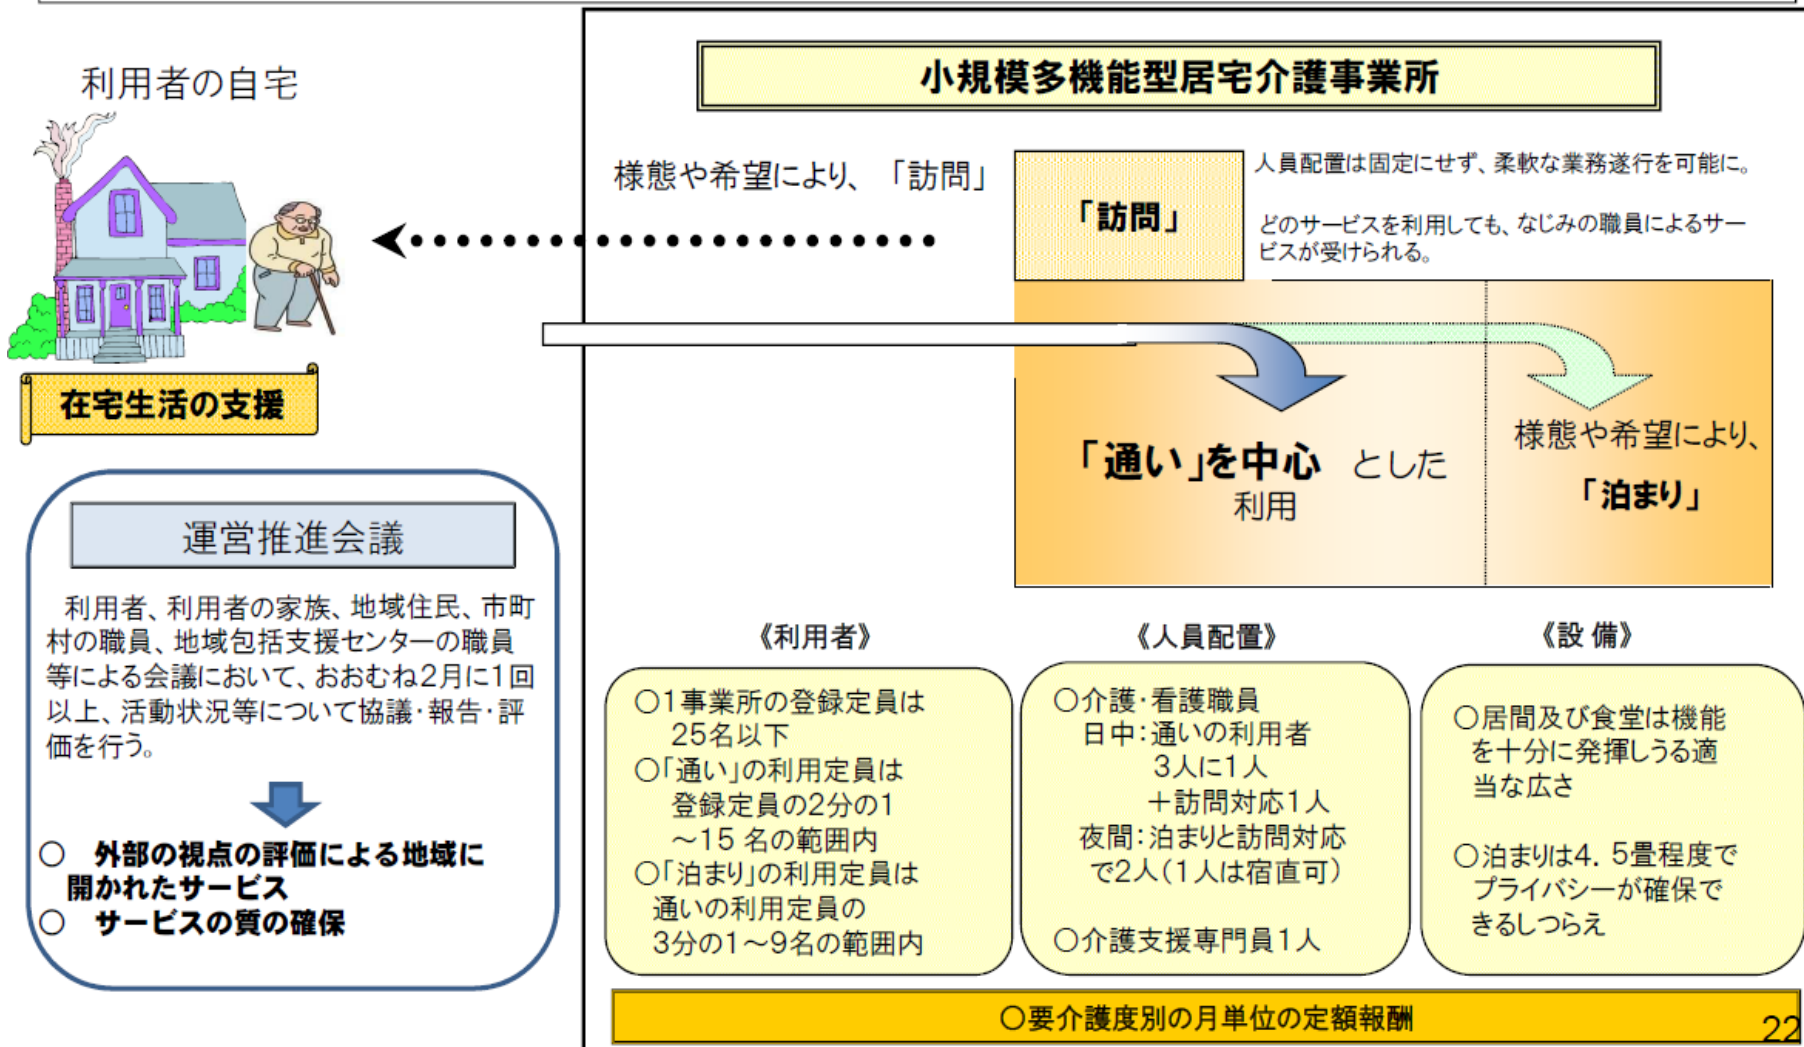 利用者の自宅
在宅生活の支援
運営推進会議
利用者、利用者の家族、地域住民、市町
村の職員、地域包括支援センターの職員
等による会議において、おおむね2月に1回
以上、活動状況等について協議・報告・評
価を行う。
○ 外部の視点の評価による地域に
開かれたサービス
○ サービスの質の確保
小規模多機能型居宅介護事業所
様態や希望により、「訪問」
「訪問」
人員配置は固定にせず、柔軟な業務遂行を可能に。
どのサービスを利用しても、なじみの職員によるサー
ビスが受けられる。
「通い」を中心 とした
利用
様態や希望により、
「泊まり」
《利用者》
○1事業所の登録定員は
25名以下
○「通い」の利用定員は
登録定員の2分の1
~15 名の範囲内
○「泊まり」の利用定員は
通いの利用定員の
3分の1~9名の範囲内
《人員配置》
○介護・看護職員
日中:通いの利用者
3人に1人
+訪問対応1人
夜間:泊まりと訪問対応
で2人(1人は宿直可)
○介護支援専門員1人
《設 備》
○居間及び食堂は機能
を十分に発揮しうる適
当な広さ
○泊まりは4.5畳程度で
プライバシーが確保で
きるしつらえ
○要介護度別の月単位の定額報酬
22